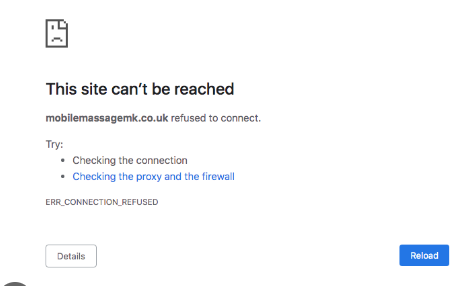 This site can’t be reached
mobilemassagemk.co.uk refused to connect.
Try:
• Checking the connection
• Checking the proxy and the firewall
ERR_CONNECTION_REFUSED
Details
Reload